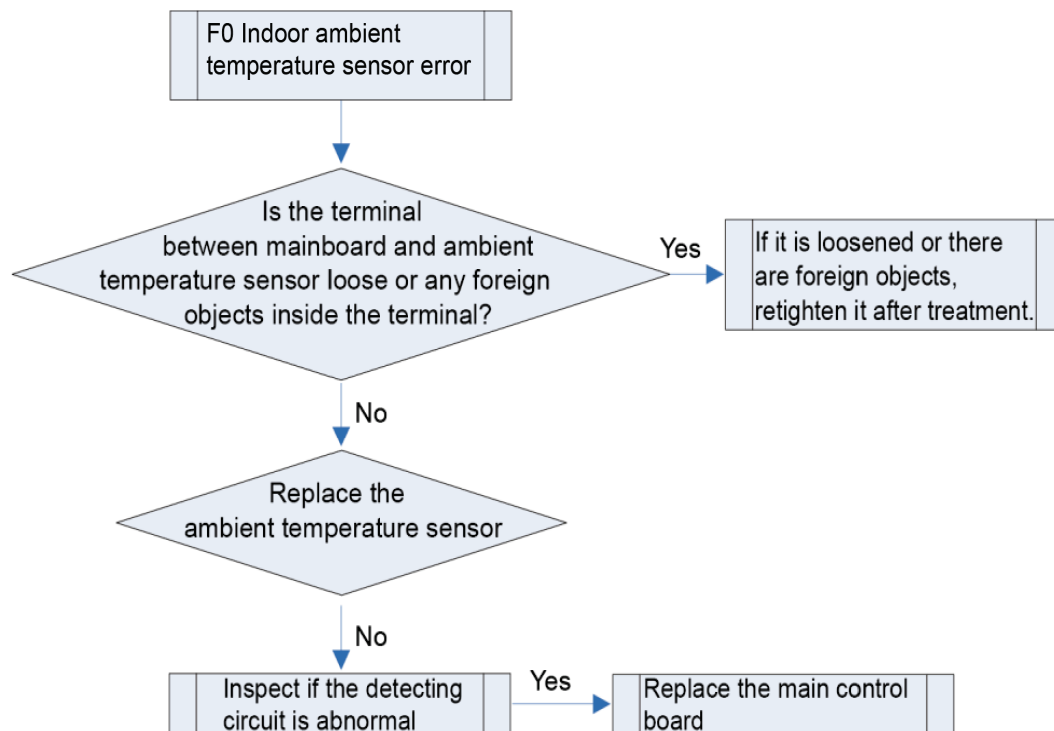 F0 Indoor ambient
temperature sensor error
Is the terminal
between mainboard and ambient
temperature sensor loose or any foreign
objects inside the terminal?
Yes
If it is loosened or there
are foreign objects,
retighten it after treatment.
No
Replace the
ambient temperature sensor
No
Inspect if the detecting
circuit is abnormal
Yes
Replace the main control
board